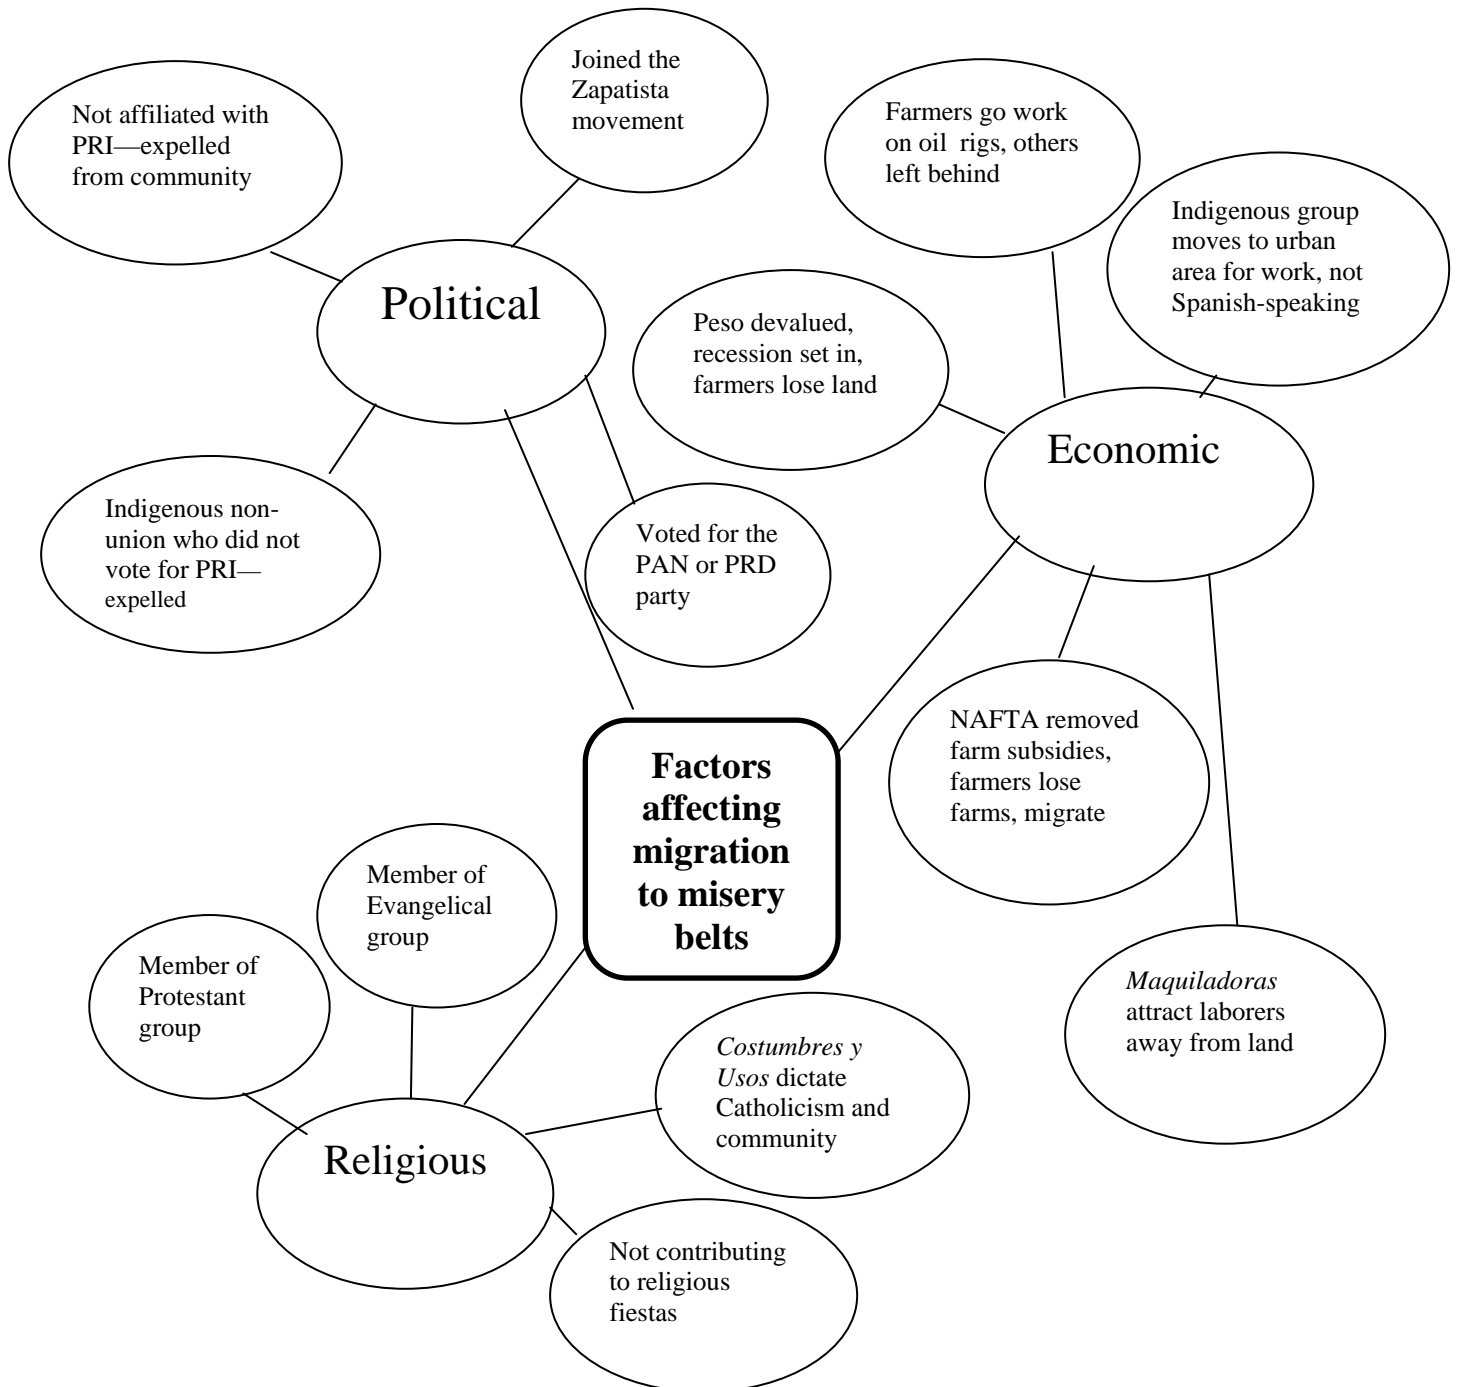 Joined the
Zapatista
movement
Not affiliated with
PRI—expelled
from community
Farmers go work
on oil rigs, others
left behind
Indigenous group
moves to urban
area for work, not
Spanish-speaking
Political
Peso devalued,
recession set in,
farmers lose land
Economic
Indigenous non-
union who did not
vote for PRI—
expelled
Voted for the
PAN or PRD
party
NAFTA removed
farm subsidies,
farmers lose
farms, migrate
Factors
affecting
migration
to misery
belts
Member of
Evangelical
group
Member of
Protestant
group
Maquiladoras
attract laborers
away from land
Costumbres y
Usos dictate
Catholicism and
community
Religious
Not contributing
to religious
fiestas